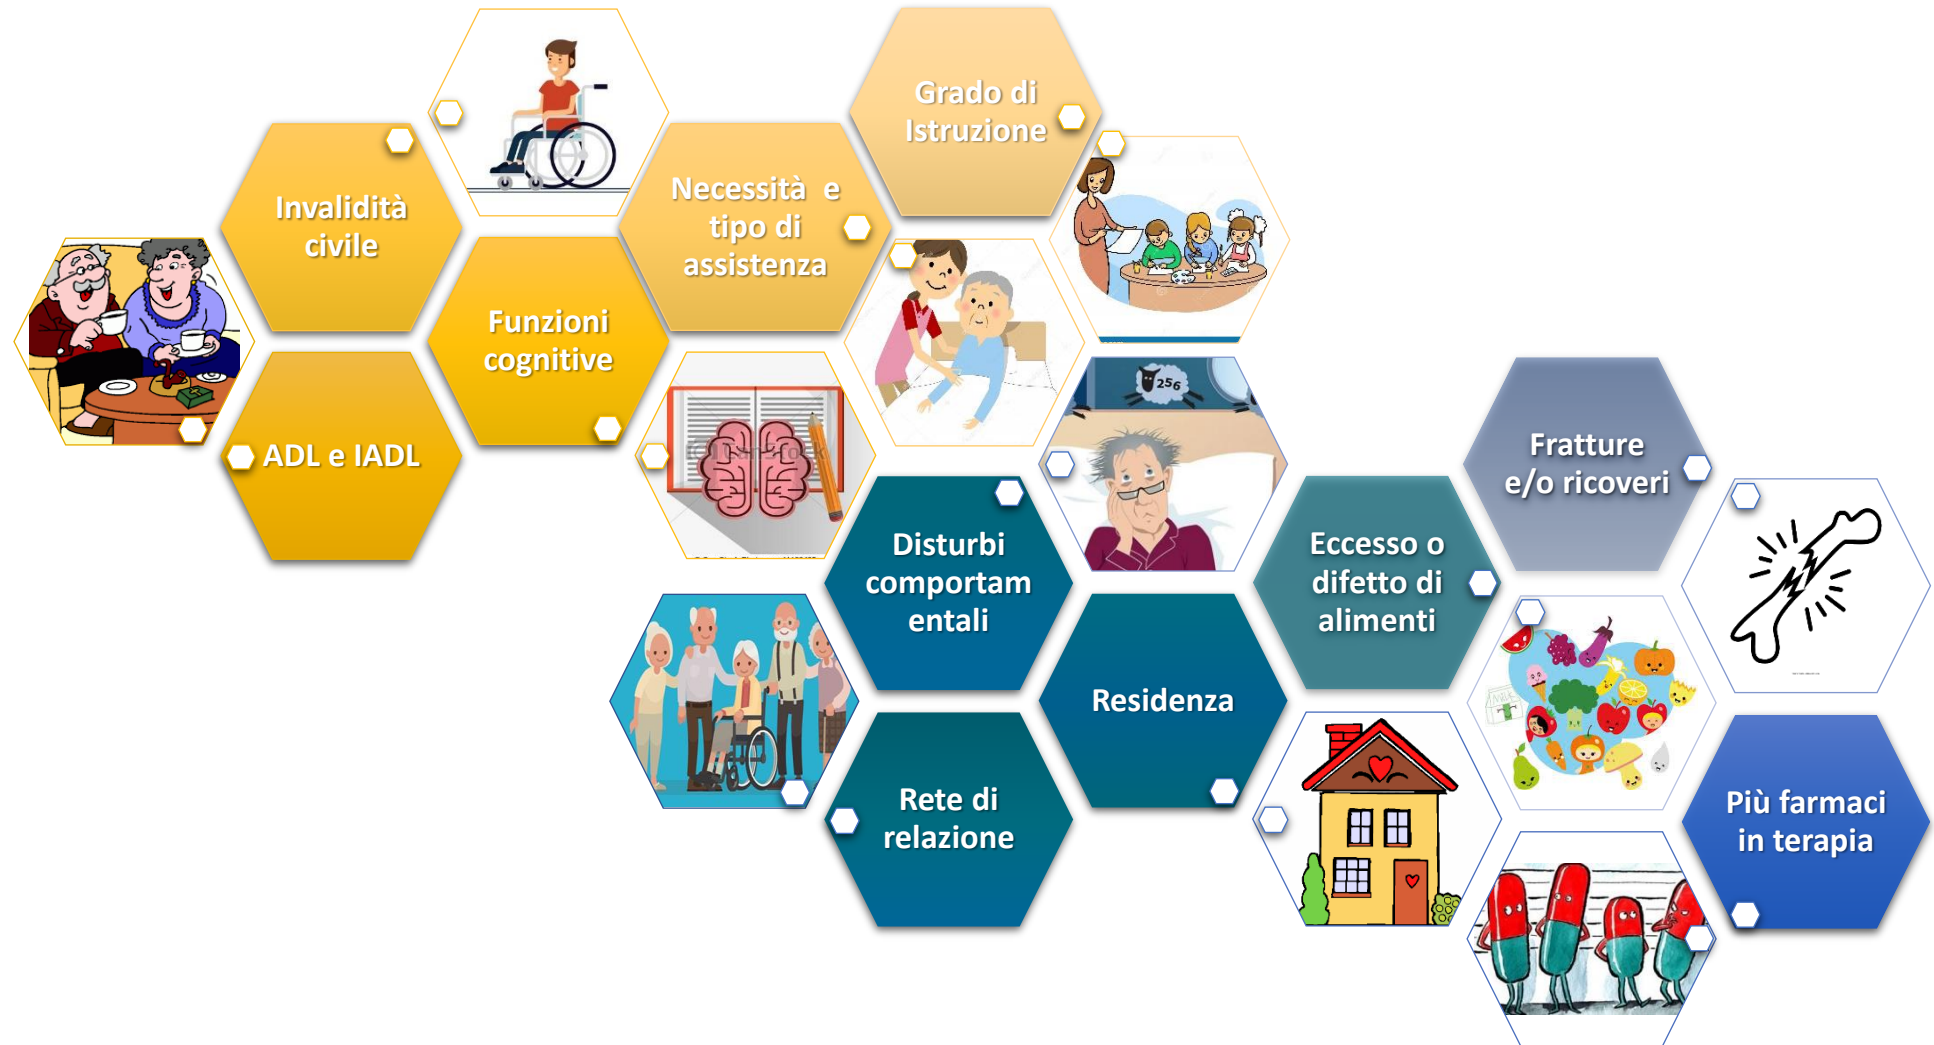 Grado di
Istruzione
Invalidità
civile
Necessità e
tipo di
assistenza
Funzioni
cognitive
ADL e IADL
256
Disturbi
comportam
entali
Eccesso o
difetto di
alimenti
Fratture
e/o ricoveri
Residenza
Rete di
relazione
Più farmaci
in terapia